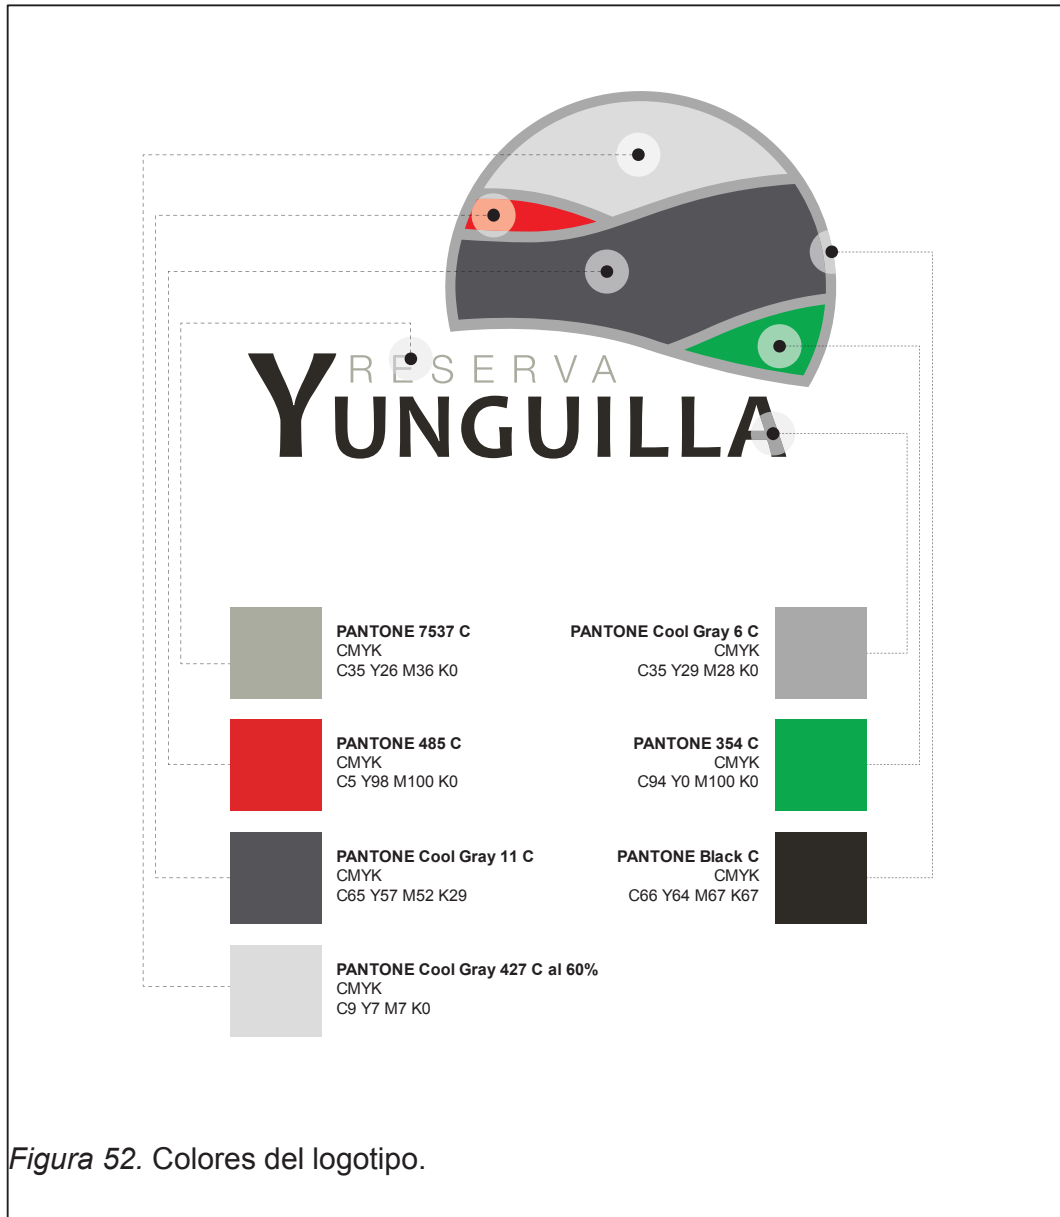 RESERVA
YUNGUILLA
PANTONE 7537 C
CMYK
C35 Y26 M36 K0
PANTONE Cool Gray 6 C
CMYK
C35 Y29 M28 K0
PANTONE 485 C
CMYK
C5 Y98 M100 K0
PANTONE 354 C
CMYK
C94 Y0 M100 K0
PANTONE Cool Gray 11 C
CMYK
C65 Y57 M52 K29
PANTONE Black C
CMYK
C66 Y64 M67 K67
PANTONE Cool Gray 427 C al 60%
CMYK
C9 Y7 M7 K0
Figura 52. Colores del logotipo.